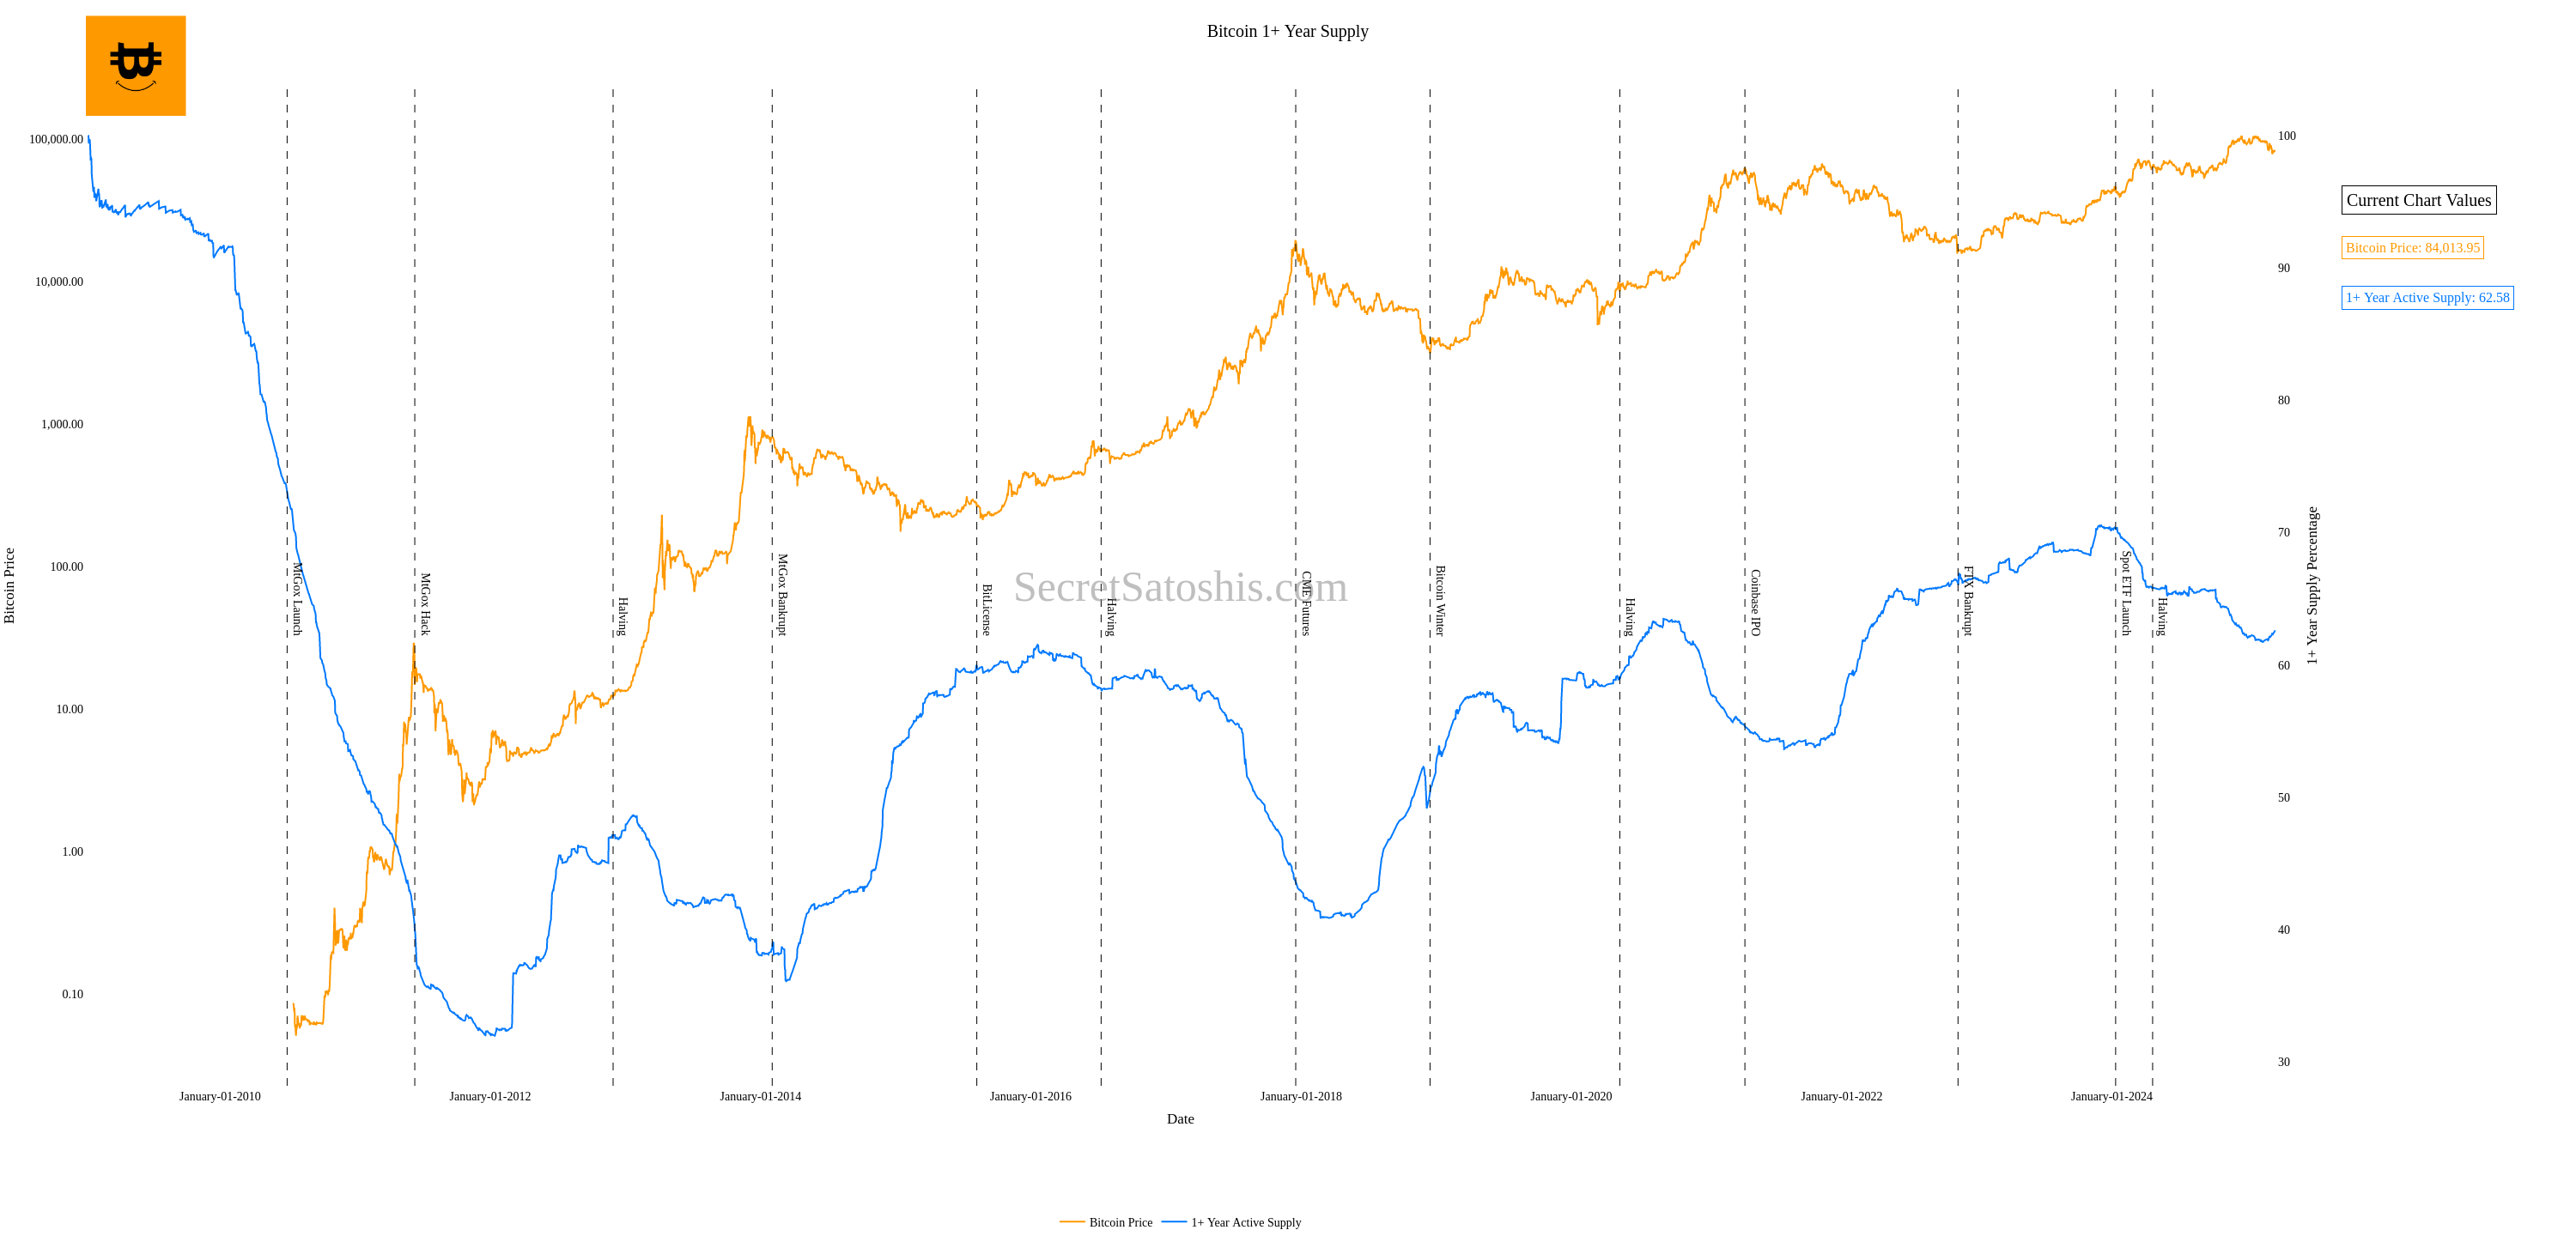 Bitcoin 1+ Year Supply
100,000.00
10,000.00
1,000.00
100.00
10.00
1.00
0.10
Bitcoin Price
100
90
80
70
60
50
40
30
1+ Year Supply Percentage
Current Chart Values
Bitcoin Price: 84,013.95
1+ Year Active Supply: 62.58
MtGox Launch
MtGox Hack
Halving
MtGox Bankrupt
BitLicense
Halving
CME Futures
Bitcoin Winter
Halving
Coinbase IPO
FTX Bankrupt
Spot ETF Launch
Halving
SecretSatoshis.com
January-01-2010
January-01-2012
January-01-2014
January-01-2016
January-01-2018
January-01-2020
January-01-2022
January-01-2024
Date
Bitcoin Price
1+ Year Active Supply